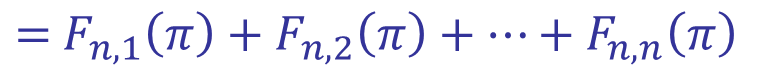 = F_{n,1}(π) + F_{n,2}(π) + ⋯ + F_{n,n}(π)